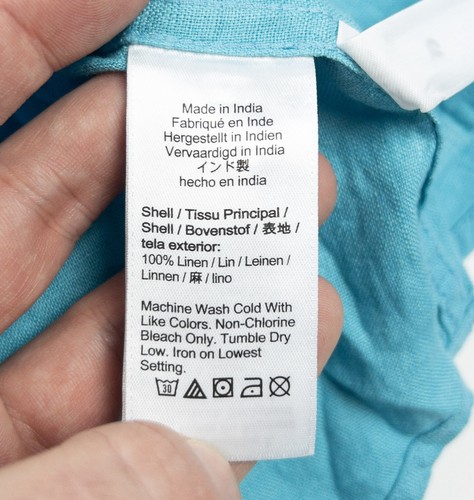 Made in India
Fabriqué en Inde
Hergestellt in Indien
Vervaardigd in India
インド製
hecho en india
Shell / Tissu Principal /
Shell / Bovenstof / 表地 /
tela exterior:
100% Linen / Lin / Leinen /
Linnen / 麻 / lino
Machine Wash Cold With
Like Colors. Non-Chlorine
Bleach Only. Tumble Dry
Low. Iron on Lowest
Setting.
30